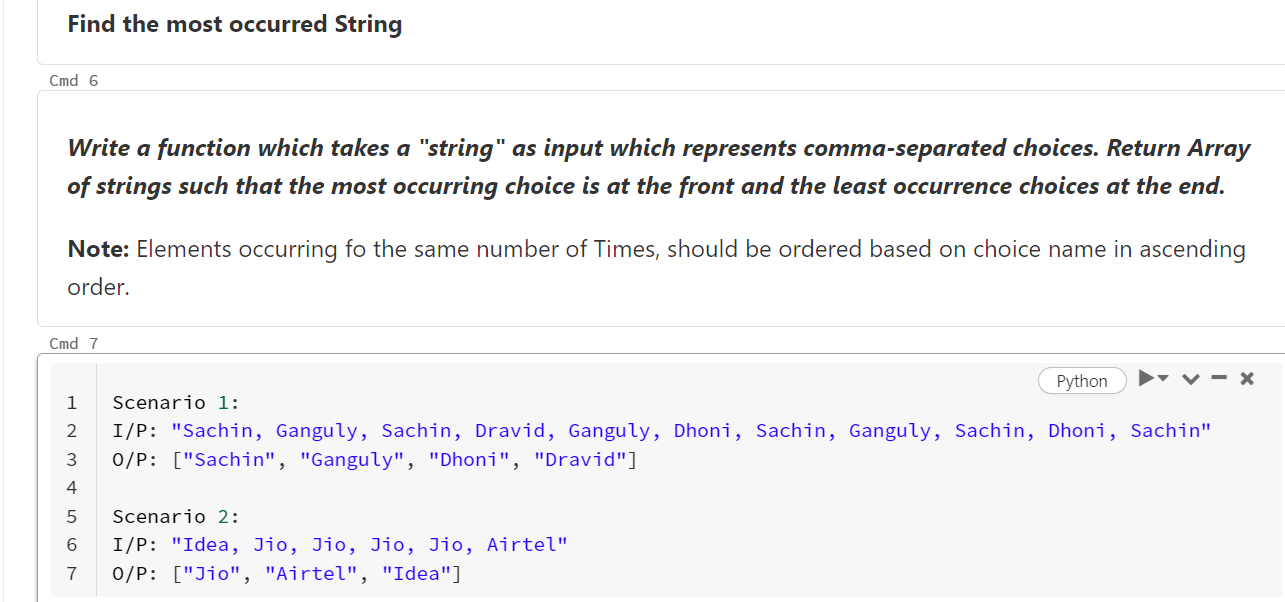 Find the most occurred String
Cmd 6
Write a function which takes a "string" as input which represents comma-separated choices. Return Array
of strings such that the most occurring choice is at the front and the least occurrence choices at the end.
Note: Elements occurring fo the same number of Times, should be ordered based on choice name in ascending
order.
Cmd 7
Python
1 Scenario 1:
2 I/P: "Sachin, Ganguly, Sachin, Dravid, Ganguly, Dhoni, Sachin, Ganguly, Sachin, Dhoni, Sachin"
3 O/P: ["Sachin", "Ganguly", "Dhoni", "Dravid"]
4
5 Scenario 2:
6 I/P: "Idea, Jio, Jio, Jio, Jio, Airtel"
7 O/P: ["Jio", "Airtel", "Idea"]